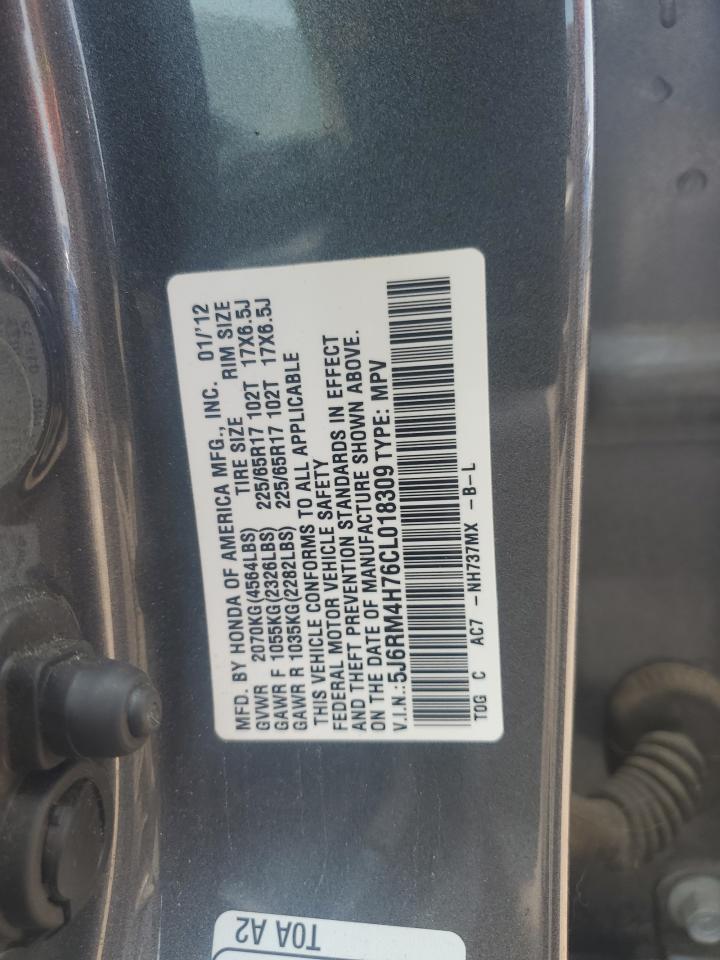 MFD. BY HONDA OF AMERICA MFG., INC. 01/'12
GVWR 2070KG(4564LBS) TIRE SIZE RIM SIZE
GAWR F 1055KG(2326LBS) 225/65R17 102T 17X6.5J
GAWR R 1035KG(2282LBS) 225/65R17 102T 17X6.5J
THIS VEHICLE CONFORMS TO ALL APPLICABLE
FEDERAL MOTOR VEHICLE SAFETY
AND THEFT PREVENTION STANDARDS IN EFFECT
ON THE DATE OF MANUFACTURE SHOWN ABOVE.
V.I.N.:5J6RM4H76CL018309 TYPE: MPV
T0G C AC7 -NH737MX -B-L
T0A A2